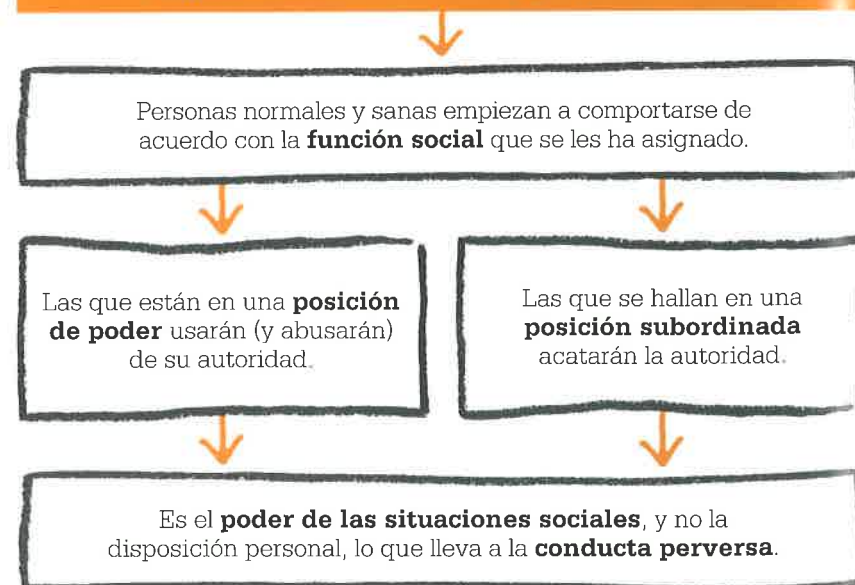 Personas normales y sanas empiezan a comportarse de
acuerdo con la función social que se les ha asignado.
Las que están en una posición
de poder usarán (y abusarán)
de su autoridad.
Las que se hallan en una
posición subordinada
acatarán la autoridad.
Es el poder de las situaciones sociales, y no la
disposición personal, lo que lleva a la conducta perversa.